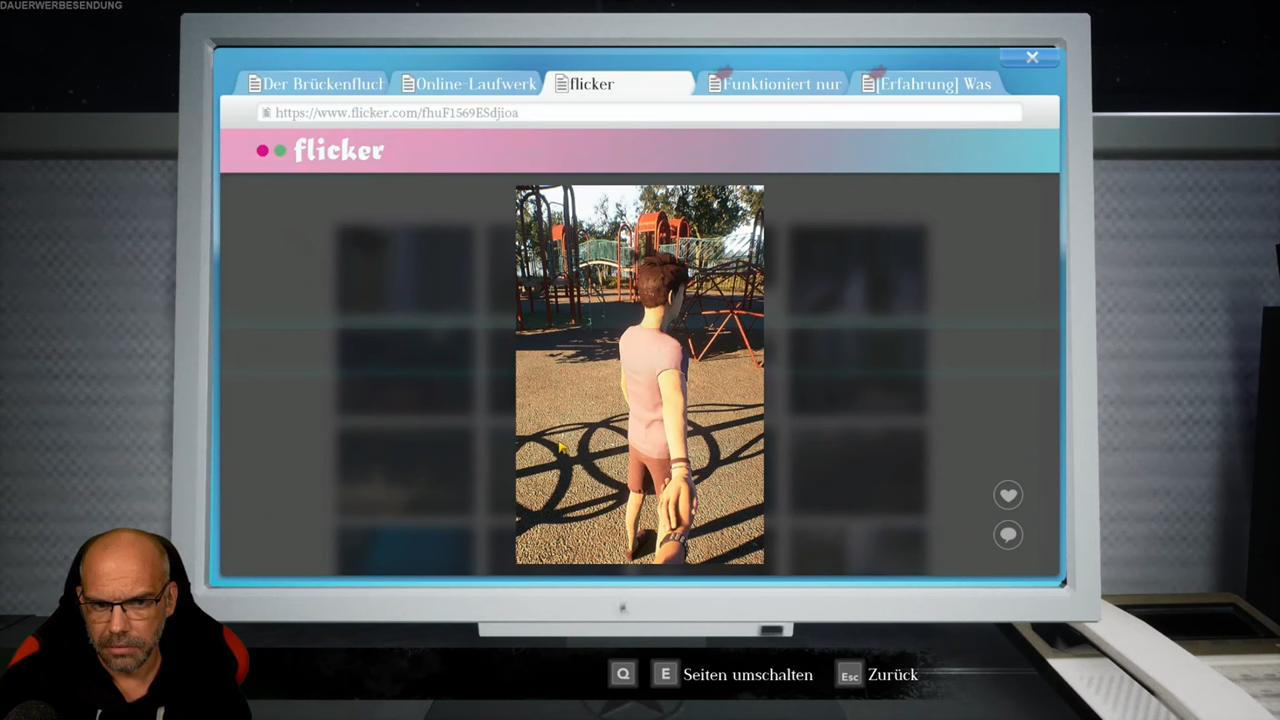 DAUERWERBESENDUNG
Der Brückenfluch
Online-Laufwerk
flicker
Funktioniert nur
[Erfahrung] Was
https://www.flicker.com/fhuF1569ESdjioa
flicker
Q E Seiten umschalten Esc Zurück